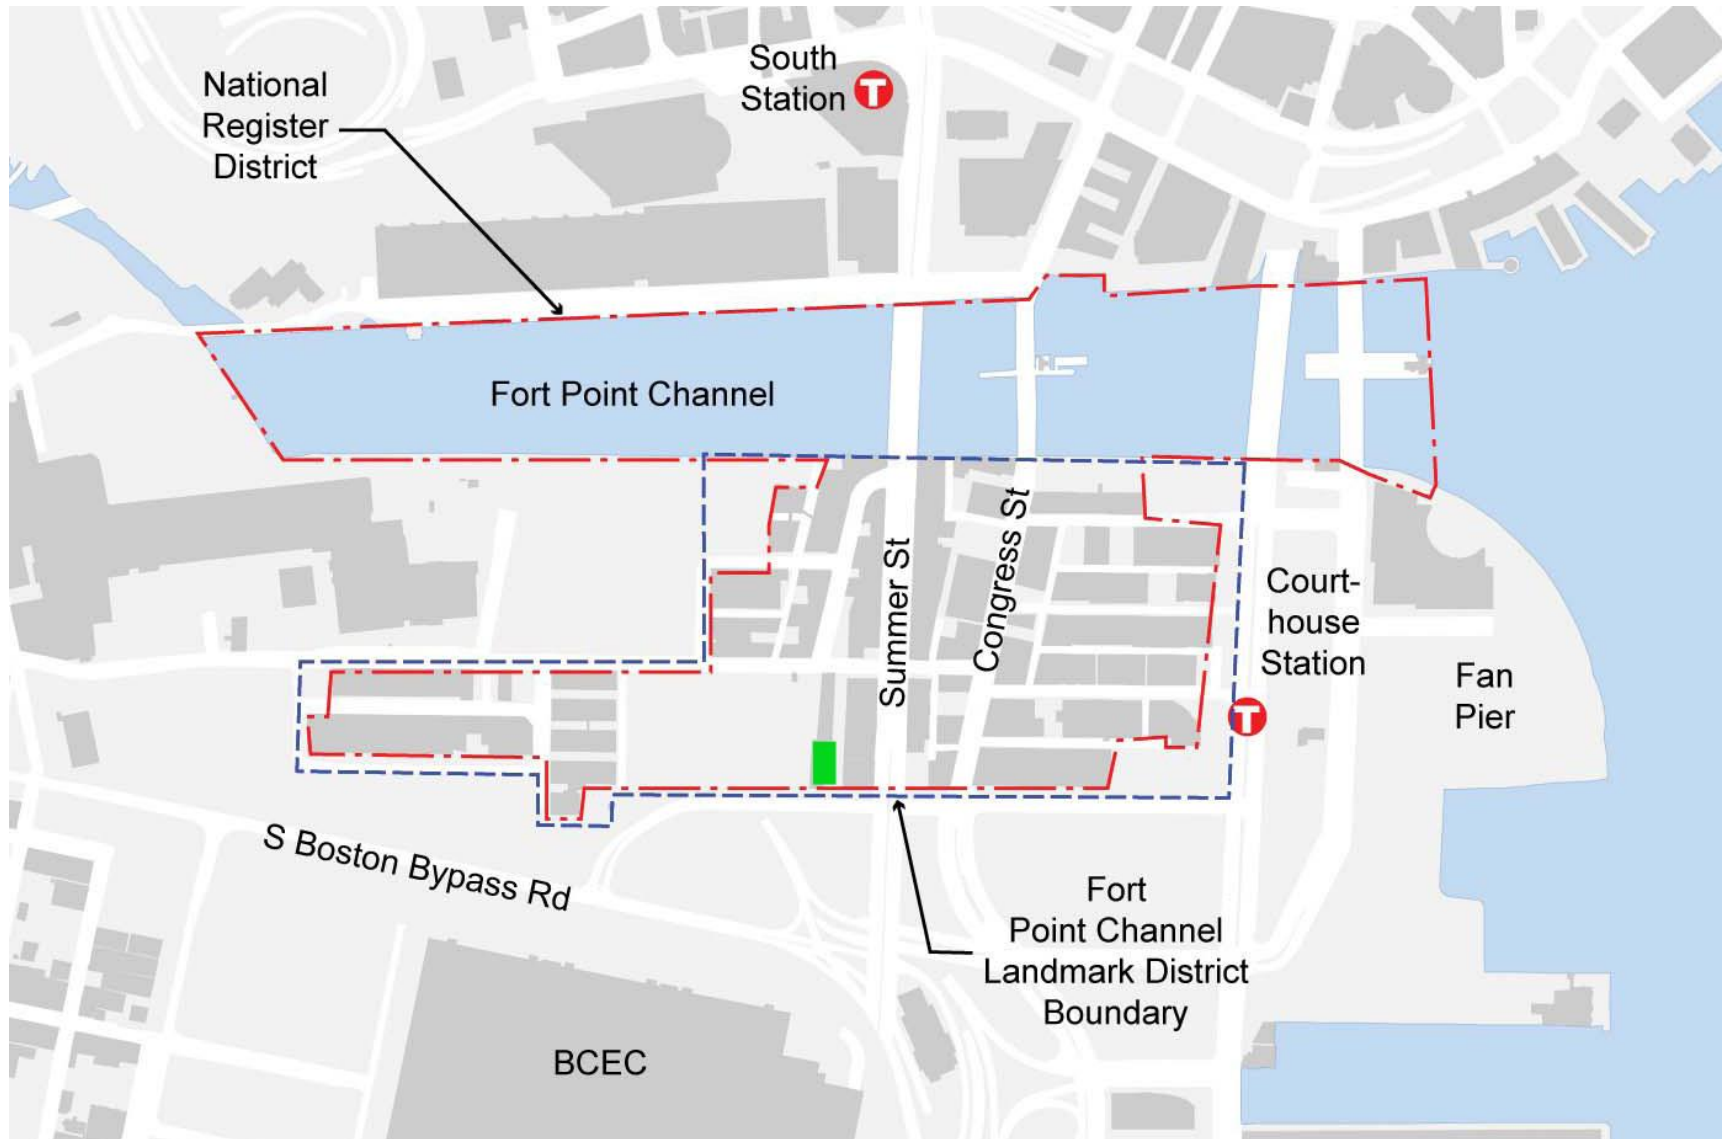 South
Station
T
National
Register
District
Fort Point Channel
Summer St
Congress St
Court-
house
Station
T
Fan
Pier
S Boston Bypass Rd
Fort
Point Channel
Landmark District
Boundary
BCEC